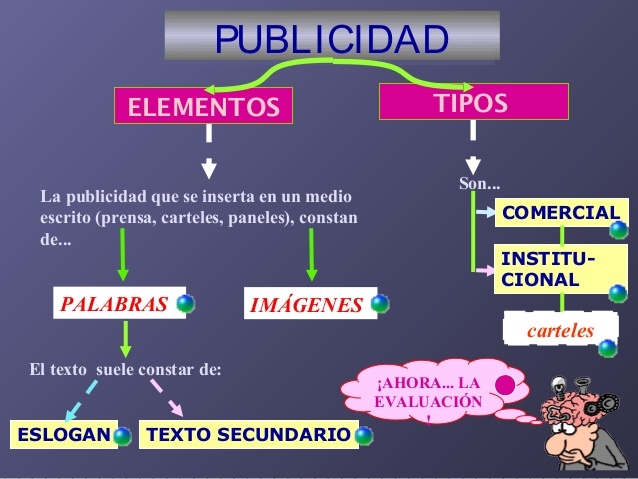 PUBLICIDAD
ELEMENTOS
TIPOS
La publicidad que se inserta en un medio
escrito (prensa, carteles, paneles), constan
de...
Son...
COMERCIAL
INSTITU-
CIONAL
carteles
PALABRAS
IMÁGENES
El texto suele constar de:
ESLOGAN
TEXTO SECUNDARIO
¡AHORA... LA
EVALUACIÓN
!